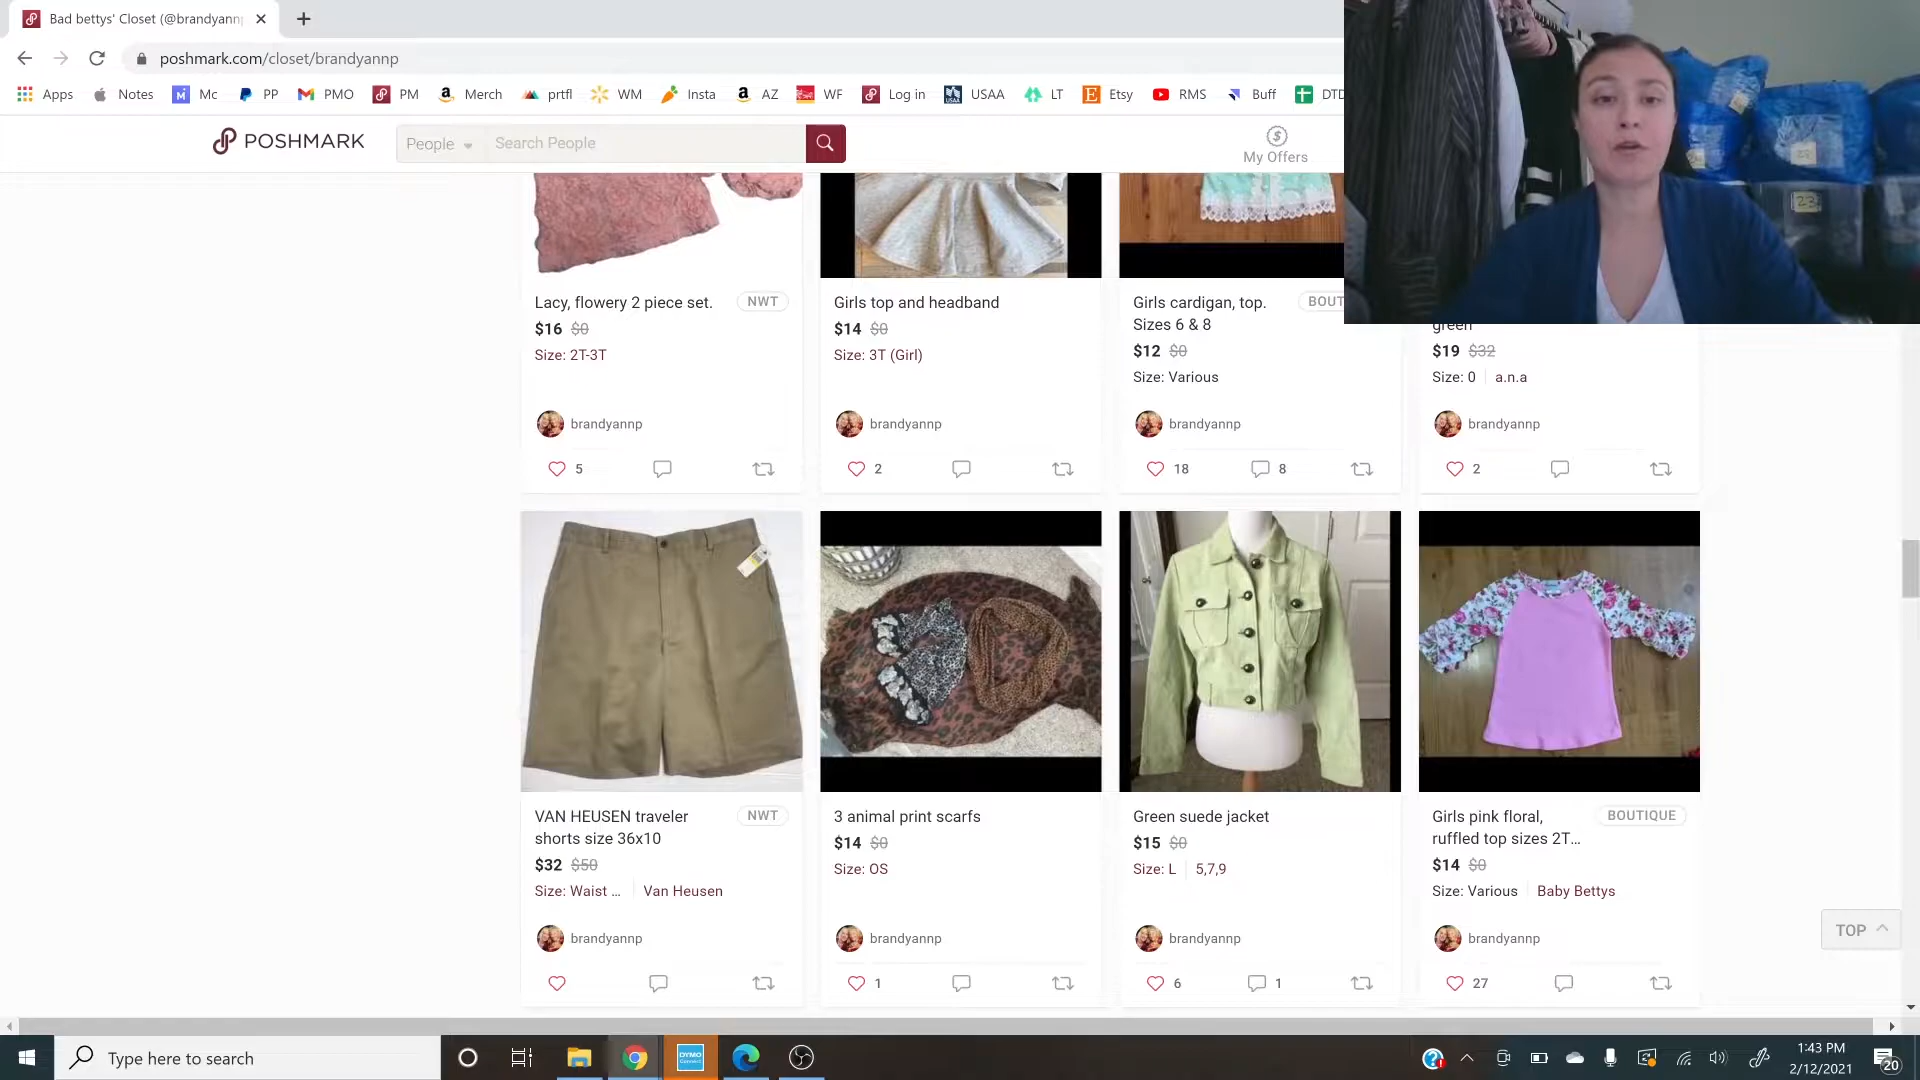 Bad bettys' Closet (@brandyann
poshmark.com/closet/brandyannp
Apps Notes Mc PP PMO PM Merch prtfl WM Insta AZ WF Log in USAA LT Etsy RMS Buff DTD
POSHMARK People Search People My Offers
Lacy, flowery 2 piece set. NWT
$16 $0
Size: 2T-3T
brandyannp
5
Girls top and headband
$14 $0
Size: 3T (Girl)
brandyannp
2
Girls cardigan, top. BOUT
Sizes 6 & 8
$12 $0
Size: Various
brandyannp
18 8
green
$19 $32
Size: 0 a.n.a
brandyannp
2
VAN HEUSEN traveler NWT
shorts size 36x10
$32 $50
Size: Waist ... Van Heusen
brandyannp
3 animal print scarfs
$14 $0
Size: OS
brandyannp
1
Green suede jacket
$15 $0
Size: L 5,7,9
brandyannp
6 1
Girls pink floral, BOUTIQUE
ruffled top sizes 2T...
$14 $0
Size: Various Baby Bettys
brandyannp
27
TOP
23
Type here to search
DYMO
Connect
1:43 PM
2/12/2021
20